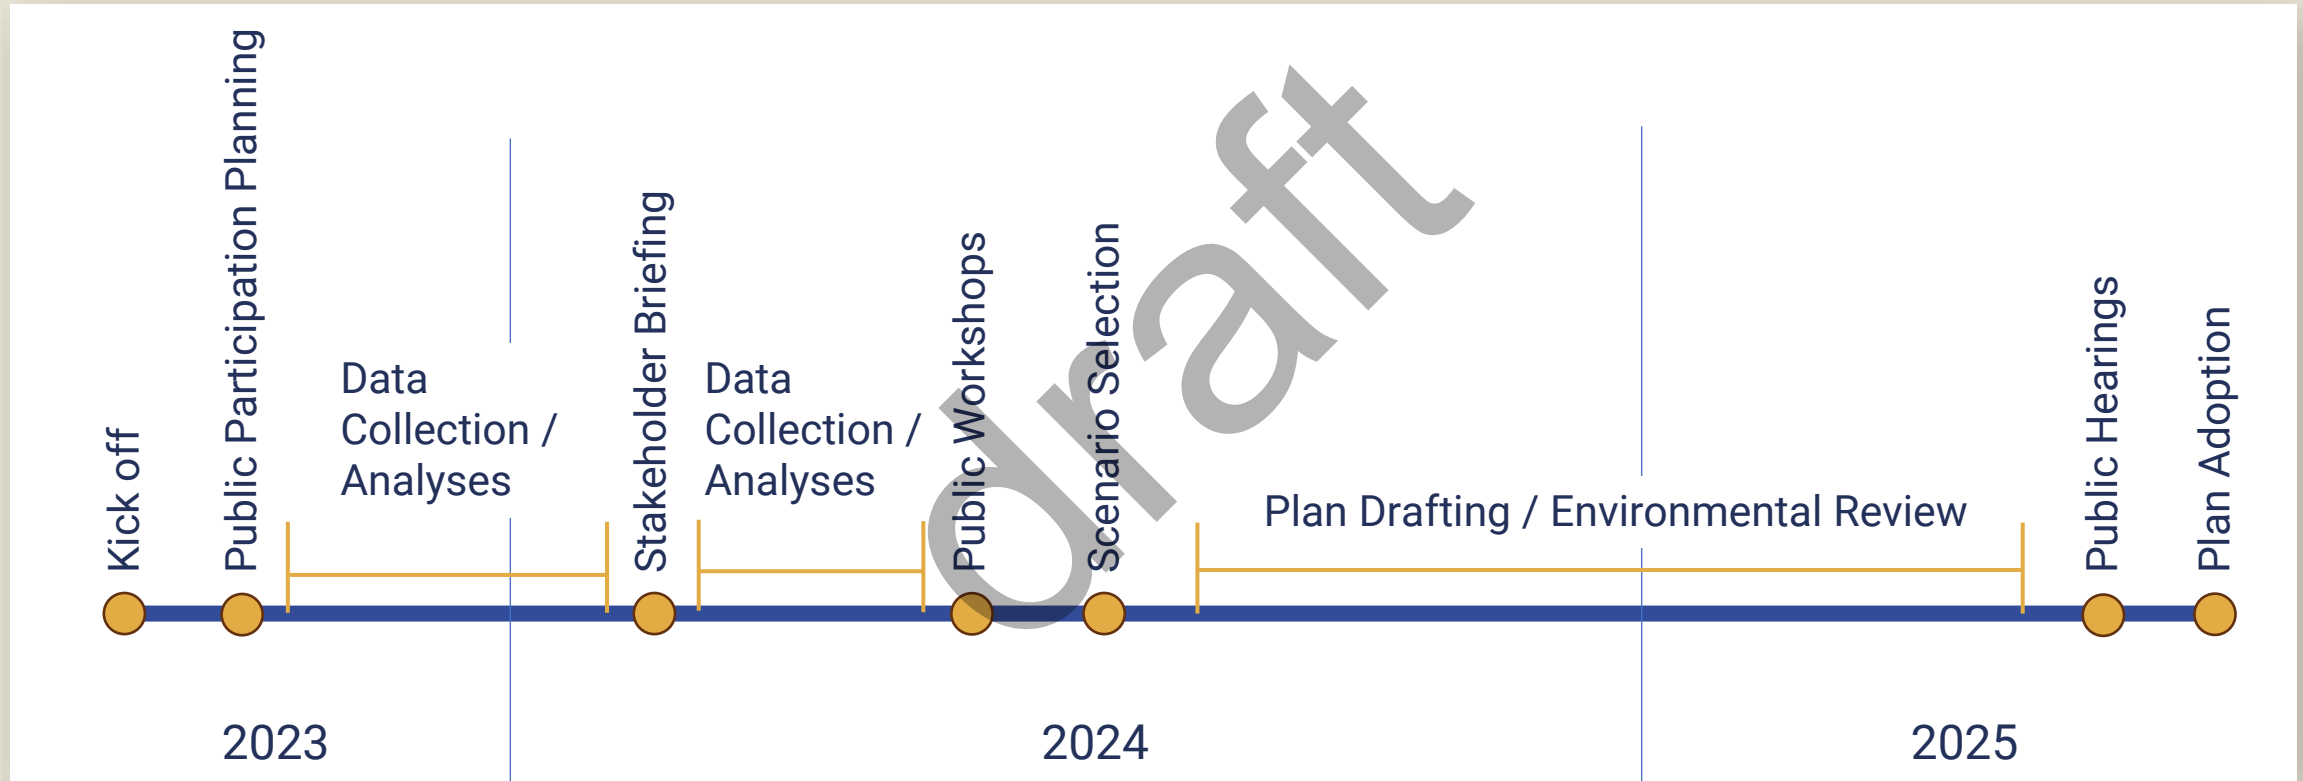 Kick off
Public Participation Planning
Data
Collection /
Analyses
Stakeholder Briefing
Data
Collection /
Analyses
Public Workshops
Scenario Selection
Plan Drafting / Environmental Review
Public Hearings
Plan Adoption
draft
2023
2024
2025